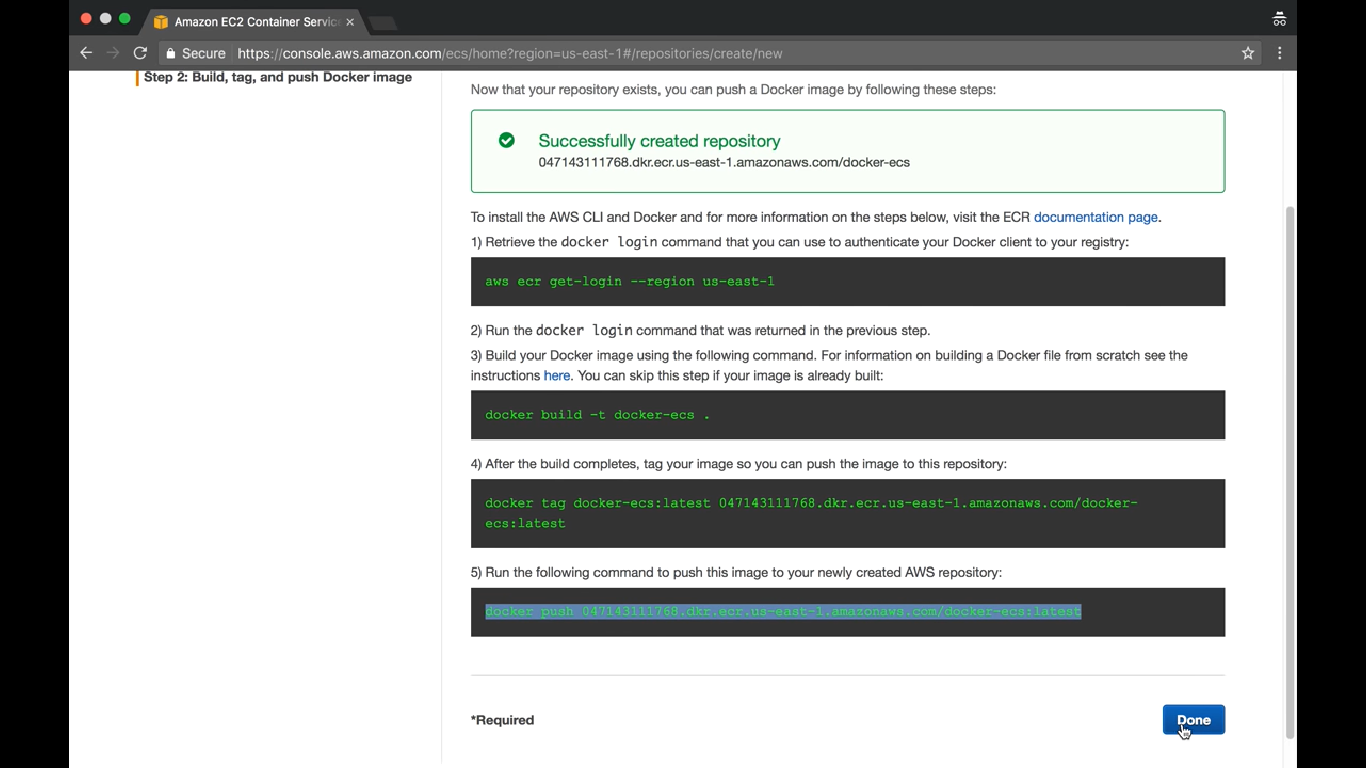 Amazon EC2 Container Servic
Secure https://console.aws.amazon.com/ecs/home?region=us-east-1#/repositories/create/new
Step 2: Build, tag, and push Docker image
Now that your repository exists, you can push a Docker image by following these steps:
Successfully created repository
047143111768.dkr.ecr.us-east-1.amazonaws.com/docker-ecs
To install the AWS CLI and Docker and for more information on the steps below, visit the ECR documentation page.
1) Retrieve the docker login command that you can use to authenticate your Docker client to your registry:
aws ecr get-login --region us-east-1
2) Run the docker login command that was returned in the previous step.
3) Build your Docker image using the following command. For information on building a Docker file from scratch see the
instructions here. You can skip this step if your image is already built:
docker build -t docker-ecs .
4) After the build completes, tag your image so you can push the image to this repository:
docker tag docker-ecs:latest 047143111768.dkr.ecr.us-east-1.amazonaws.com/docker-
ecs:latest
5) Run the following command to push this image to your newly created AWS repository:
docker push 047143111768.dkr.ecr.us-east-1.amazonaws.com/docker-ecs:latest
*Required
Done